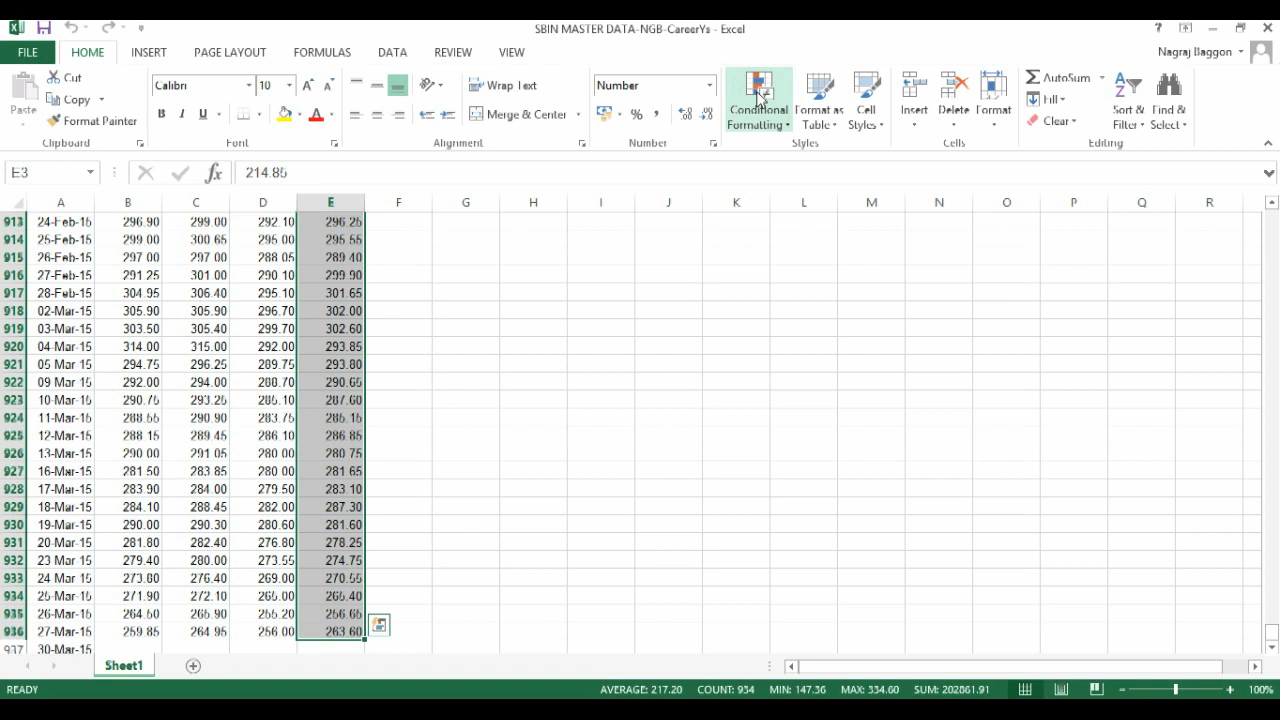 SBIN MASTER DATA-NGB-CareerYs - Excel
FILE HOME INSERT PAGE LAYOUT FORMULAS DATA REVIEW VIEW Nagraj Baggon
Paste Cut Copy Format Painter Clipboard
Calibri 10 B I U A Font
Wrap Text Merge & Center Alignment
Number % , Number
Conditional Formatting Format as Table Cell Styles Styles
Insert Delete Format Cells
AutoSum Fill Clear Sort & Filter Find & Select Editing
E3 fx 214.85
A B C D E F G H I J K L M N O P Q R
913 24-Feb-15 296.90 299.00 292.10 296.25
914 25-Feb-15 299.00 300.65 295.00 295.55
915 26-Feb-15 297.00 297.00 288.05 289.40
916 27-Feb-15 291.25 301.00 290.10 299.90
917 28-Feb-15 304.95 306.40 295.10 301.65
918 02-Mar-15 305.90 305.90 296.70 302.00
919 03-Mar-15 303.50 305.40 299.70 302.60
920 04-Mar-15 314.00 315.00 292.00 293.85
921 05-Mar-15 294.75 296.25 289.75 293.80
922 09-Mar-15 292.00 294.00 288.70 290.65
923 10-Mar-15 290.75 293.25 285.10 287.60
924 11-Mar-15 288.55 290.90 283.75 285.15
925 12-Mar-15 288.15 289.45 286.10 286.85
926 13-Mar-15 290.00 291.05 280.00 280.75
927 16-Mar-15 281.50 283.85 280.00 281.65
928 17-Mar-15 283.90 284.00 279.50 283.10
929 18-Mar-15 284.10 288.45 282.00 287.30
930 19-Mar-15 290.00 290.30 280.60 281.60
931 20-Mar-15 281.80 282.40 276.80 278.25
932 23-Mar-15 279.40 280.00 273.55 274.75
933 24-Mar-15 273.80 276.40 269.00 270.55
934 25-Mar-15 271.90 272.10 265.00 265.40
935 26-Mar-15 264.50 265.90 255.20 256.65
936 27-Mar-15 259.85 264.95 256.00 263.60
937 30-Mar-15
Sheet1
READY AVERAGE: 217.20 COUNT: 934 MIN: 147.36 MAX: 334.60 SUM: 202861.91 100%